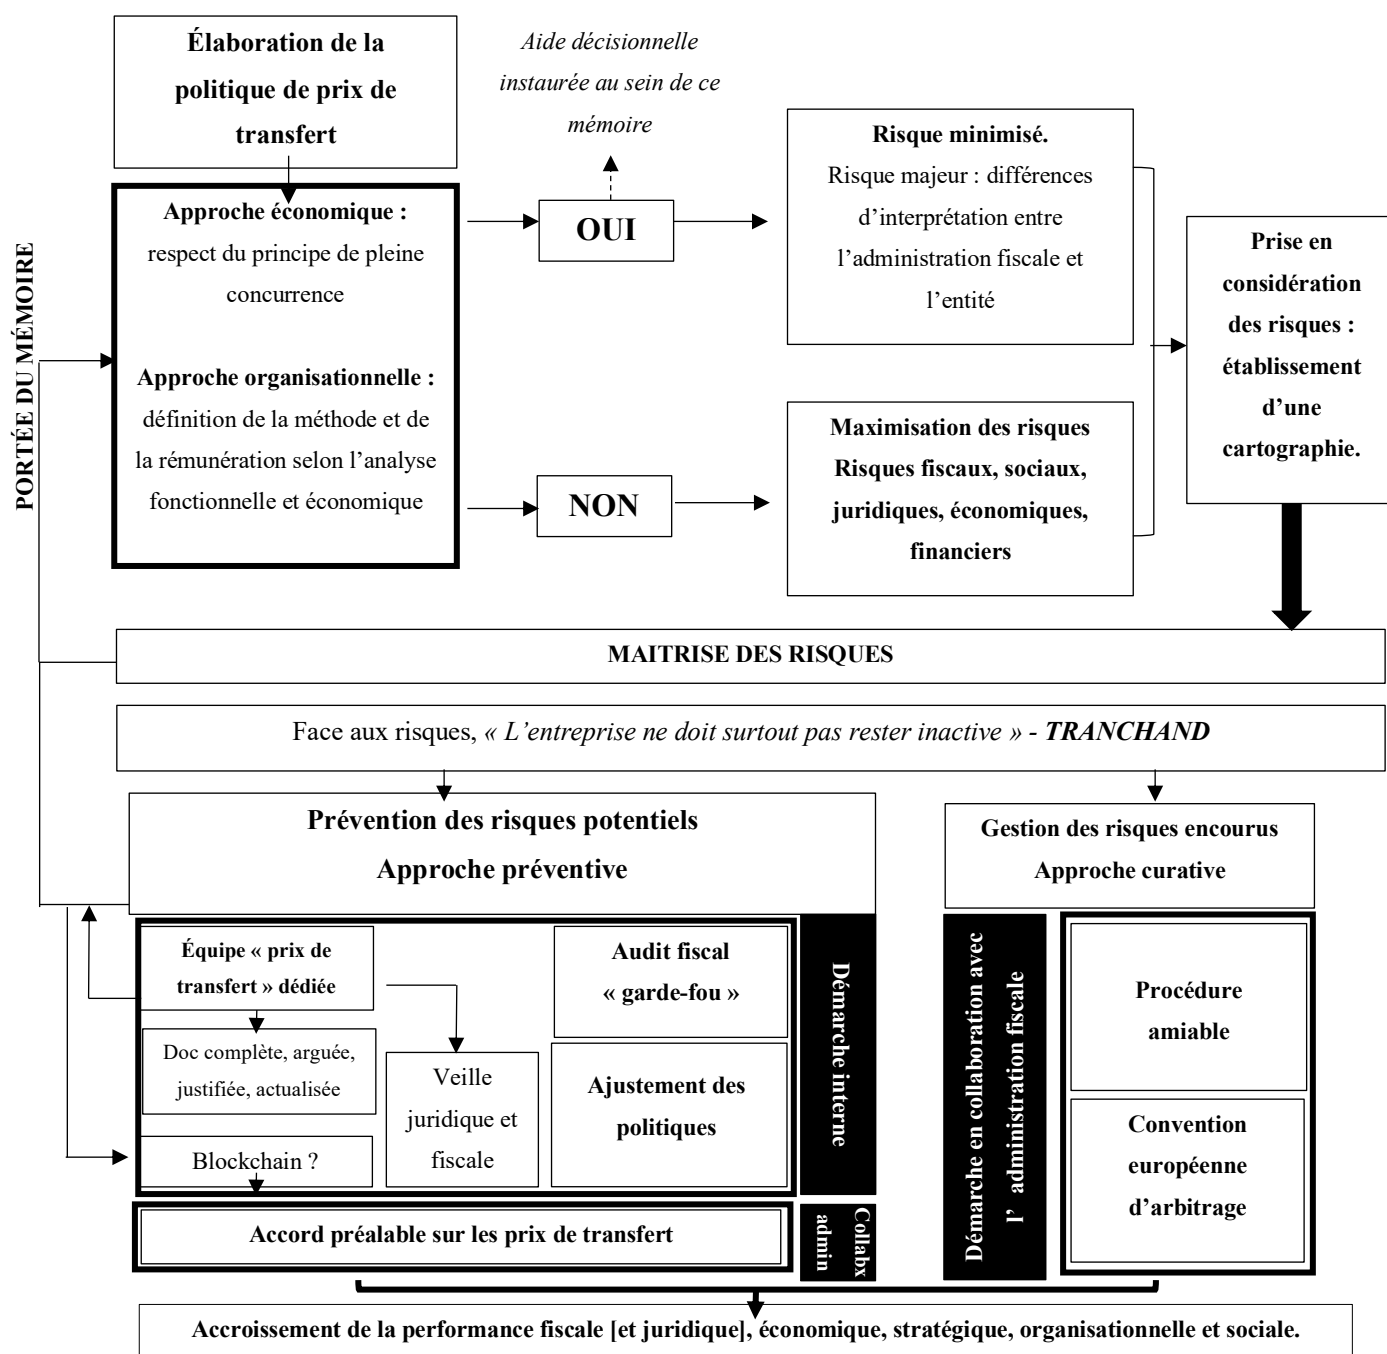 Élaboration de la
politique de prix de
transfert
Aide décisionnelle
instaurée au sein de ce
mémoire
Approche économique :
respect du principe de pleine
concurrence
Approche organisationnelle :
définition de la méthode et de
la rémunération selon l'analyse
fonctionnelle et économique
OUI
NON
Risque minimisé.
Risque majeur : différences
d'interprétation entre
l'administration fiscale et
l'entité
Maximisation des risques
Risques fiscaux, sociaux,
juridiques, économiques,
financiers
Prise en
considération
des risques :
établissement
d'une
cartographie.
PORTÉE DU MÉMOIRE
MAITRISE DES RISQUES
Face aux risques, « L'entreprise ne doit surtout pas rester inactive » - TRANCHAND
Prévention des risques potentiels
Approche préventive
Gestion des risques encourus
Approche curative
Équipe « prix de
transfert » dédiée
Doc complète, arguée,
justifiée, actualisée
Blockchain ?
Veille
juridique et
fiscale
Audit fiscal
« garde-fou »
Ajustement des
politiques
Démarche interne
Accord préalable sur les prix de transfert
Collabx
admin
Démarche en collaboration avec
l' administration fiscale
Procédure
amiable
Convention
européenne
d'arbitrage
Accroissement de la performance fiscale [et juridique], économique, stratégique, organisationnelle et sociale.